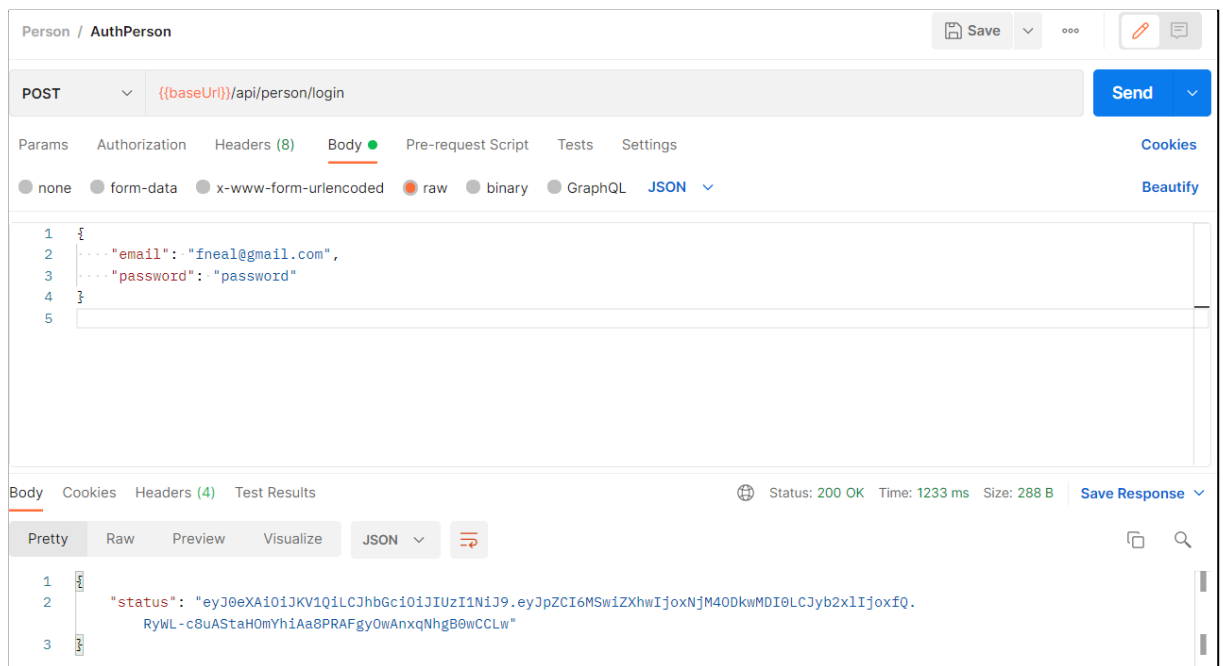 Person / AuthPerson
Save
POST {{baseUrl}}/api/person/login
Send
Params Authorization Headers (8) Body Pre-request Script Tests Settings Cookies
none form-data x-www-form-urlencoded raw binary GraphQL JSON Beautify
1 {
2 "email": "fneal@gmail.com",
3 "password": "password"
4 }
5
Body Cookies Headers (4) Test Results Status: 200 OK Time: 1233 ms Size: 288 B Save Response
Pretty Raw Preview Visualize JSON
1 {
2 "status": "eyJ0eXAiOiJKV1QiLCJhbGciOiJIUzI1NiJ9.eyJpZCI6MSwiZXhwIjoxNjM4ODkwMDI0LCJyb2xlIjoxfQ.
RyWL-c8uAStaHOmYhiAa8PRAFgyOwAnxqNhgB0wCCLw"
3 }